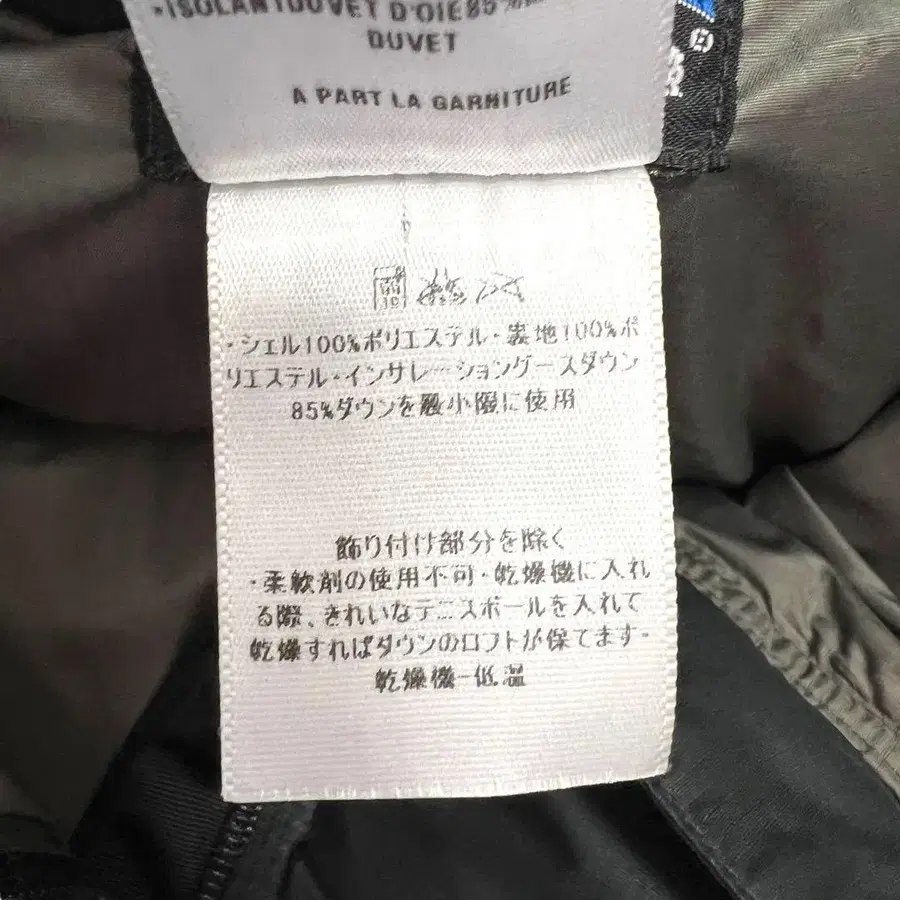 •ISOLANT DUVET D'OIE 85%
DUVET
A PART LA GARNITURE
・シェル100%ポリエステル・裏地100%ポ
リエステル・インサレーショングースダウン
85%ダウンを最小限に使用
飾り付け部分を除く
・柔軟剤の使用不可・乾燥機に入れ
る際、きれいなテニスボールを入れて
乾燥すればダウンのロフトが保てます・
乾燥機-低温